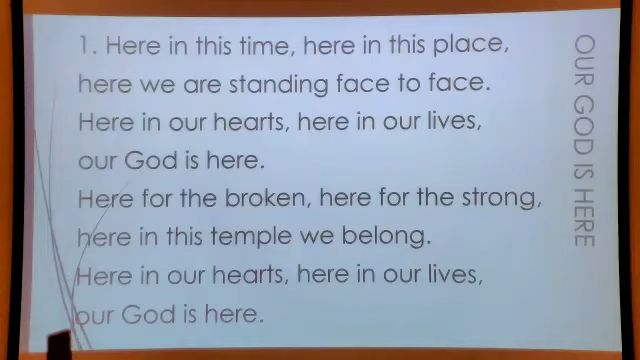 1. Here in this time, here in this place,
here we are standing face to face.
Here in our hearts, here in our lives,
our God is here.
Here for the broken, here for the strong,
here in this temple we belong.
Here in our hearts, here in our lives,
our God is here.
OUR GOD IS HERE